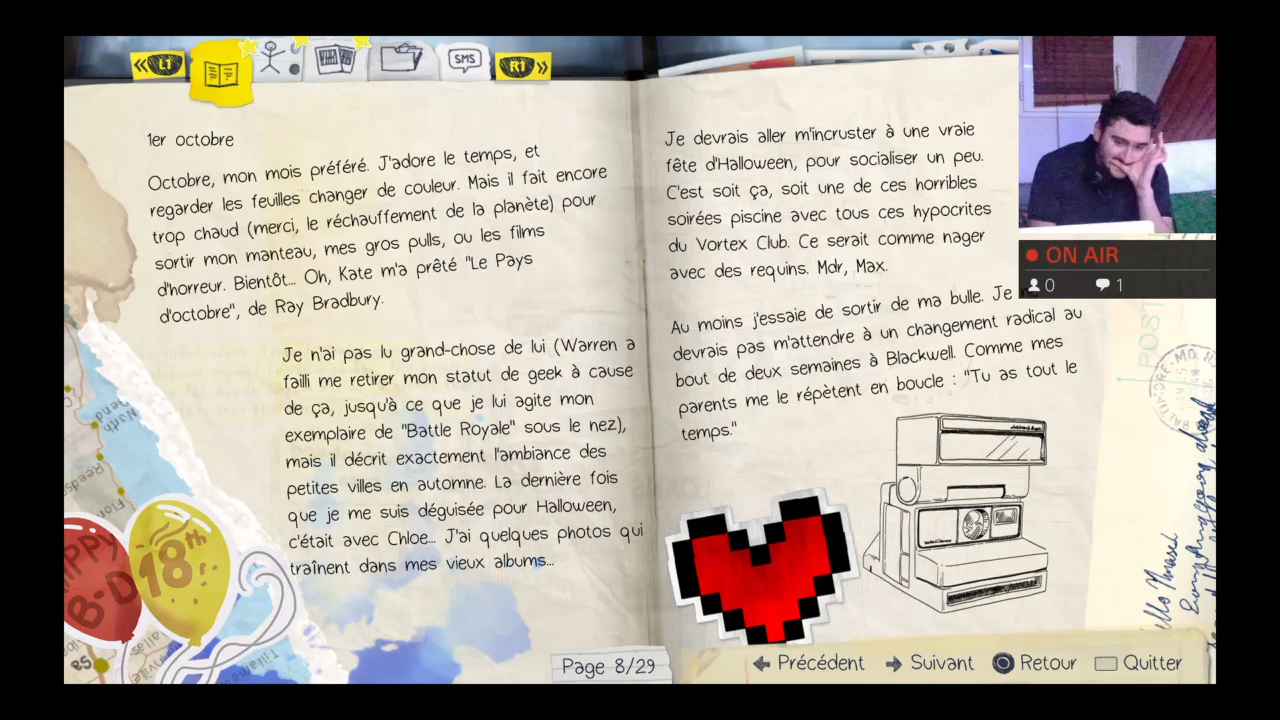 LT
SMS
R1
1er octobre
Octobre, mon mois préféré. J'adore le temps, et
regarder les feuilles changer de couleur. Mais il fait encore
trop chaud (merci, le réchauffement de la planète) pour
sortir mon manteau, mes gros pulls, ou les films
d'horreur. Bientôt... Oh, Kate m'a prêté "Le Pays
d'octobre", de Ray Bradbury.
Je n'ai pas lu grand-chose de lui (Warren a
failli me retirer mon statut de geek à cause
de ça, jusqu'à ce que je lui agite mon
exemplaire de "Battle Royale" sous le nez),
mais il décrit exactement l'ambiance des
petites villes en automne. La dernière fois
que je me suis déguisée pour Halloween,
c'était avec Chloe... J'ai quelques photos qui
traînent dans mes vieux albums...
HAPPY
B-D
18th
Je devrais aller m'incruster à une vraie
fête d'Halloween, pour socialiser un peu.
C'est soit ça, soit une de ces horribles
soirées piscine avec tous ces hypocrites
du Vortex Club. Ce serait comme nager
avec des requins. Mdr, Max.
Au moins j'essaie de sortir de ma bulle. Je ne
devrais pas m'attendre à un changement radical au
bout de deux semaines à Blackwell. Comme mes
parents me le répètent en boucle : "Tu as tout le
temps."
ON AIR
0 1
POST
Page 8/29
Précédent Suivant Retour Quitter